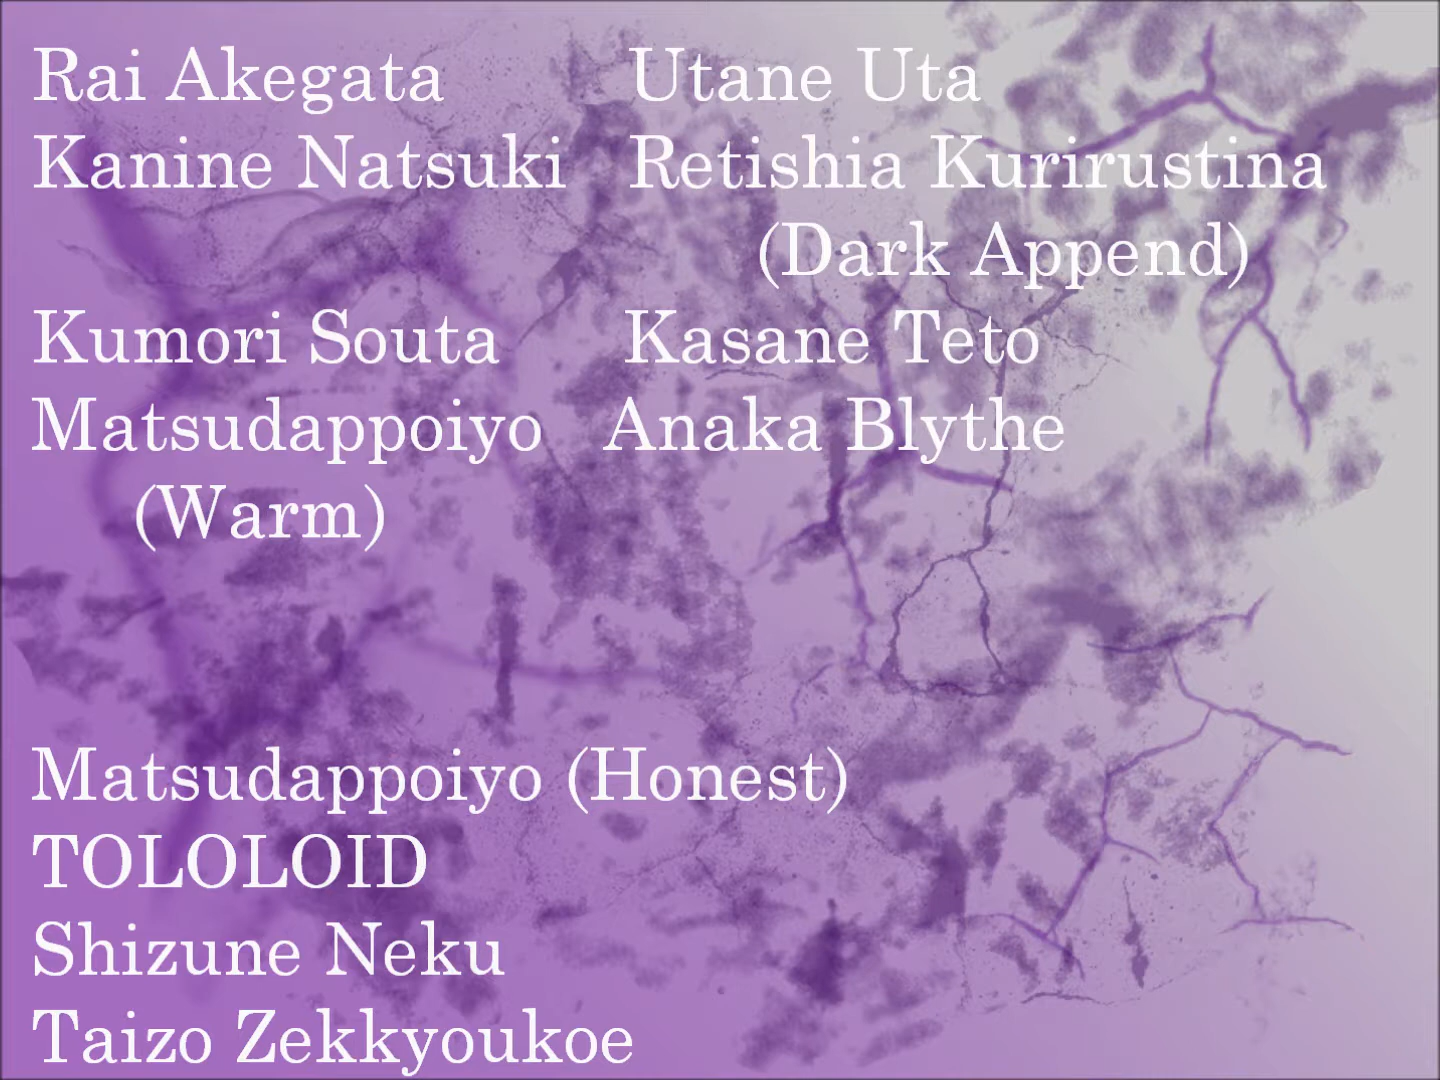 Rai Akegata
Kanine Natsuki
Kumori Souta
Matsudappoiyo
(Warm)
Utane Uta
Retishia Kurirustina
(Dark Append)
Kasane Teto
Anaka Blythe
Matsudappoiyo (Honest)
TOLOLOID
Shizune Neku
Taizo Zekkyoukoe